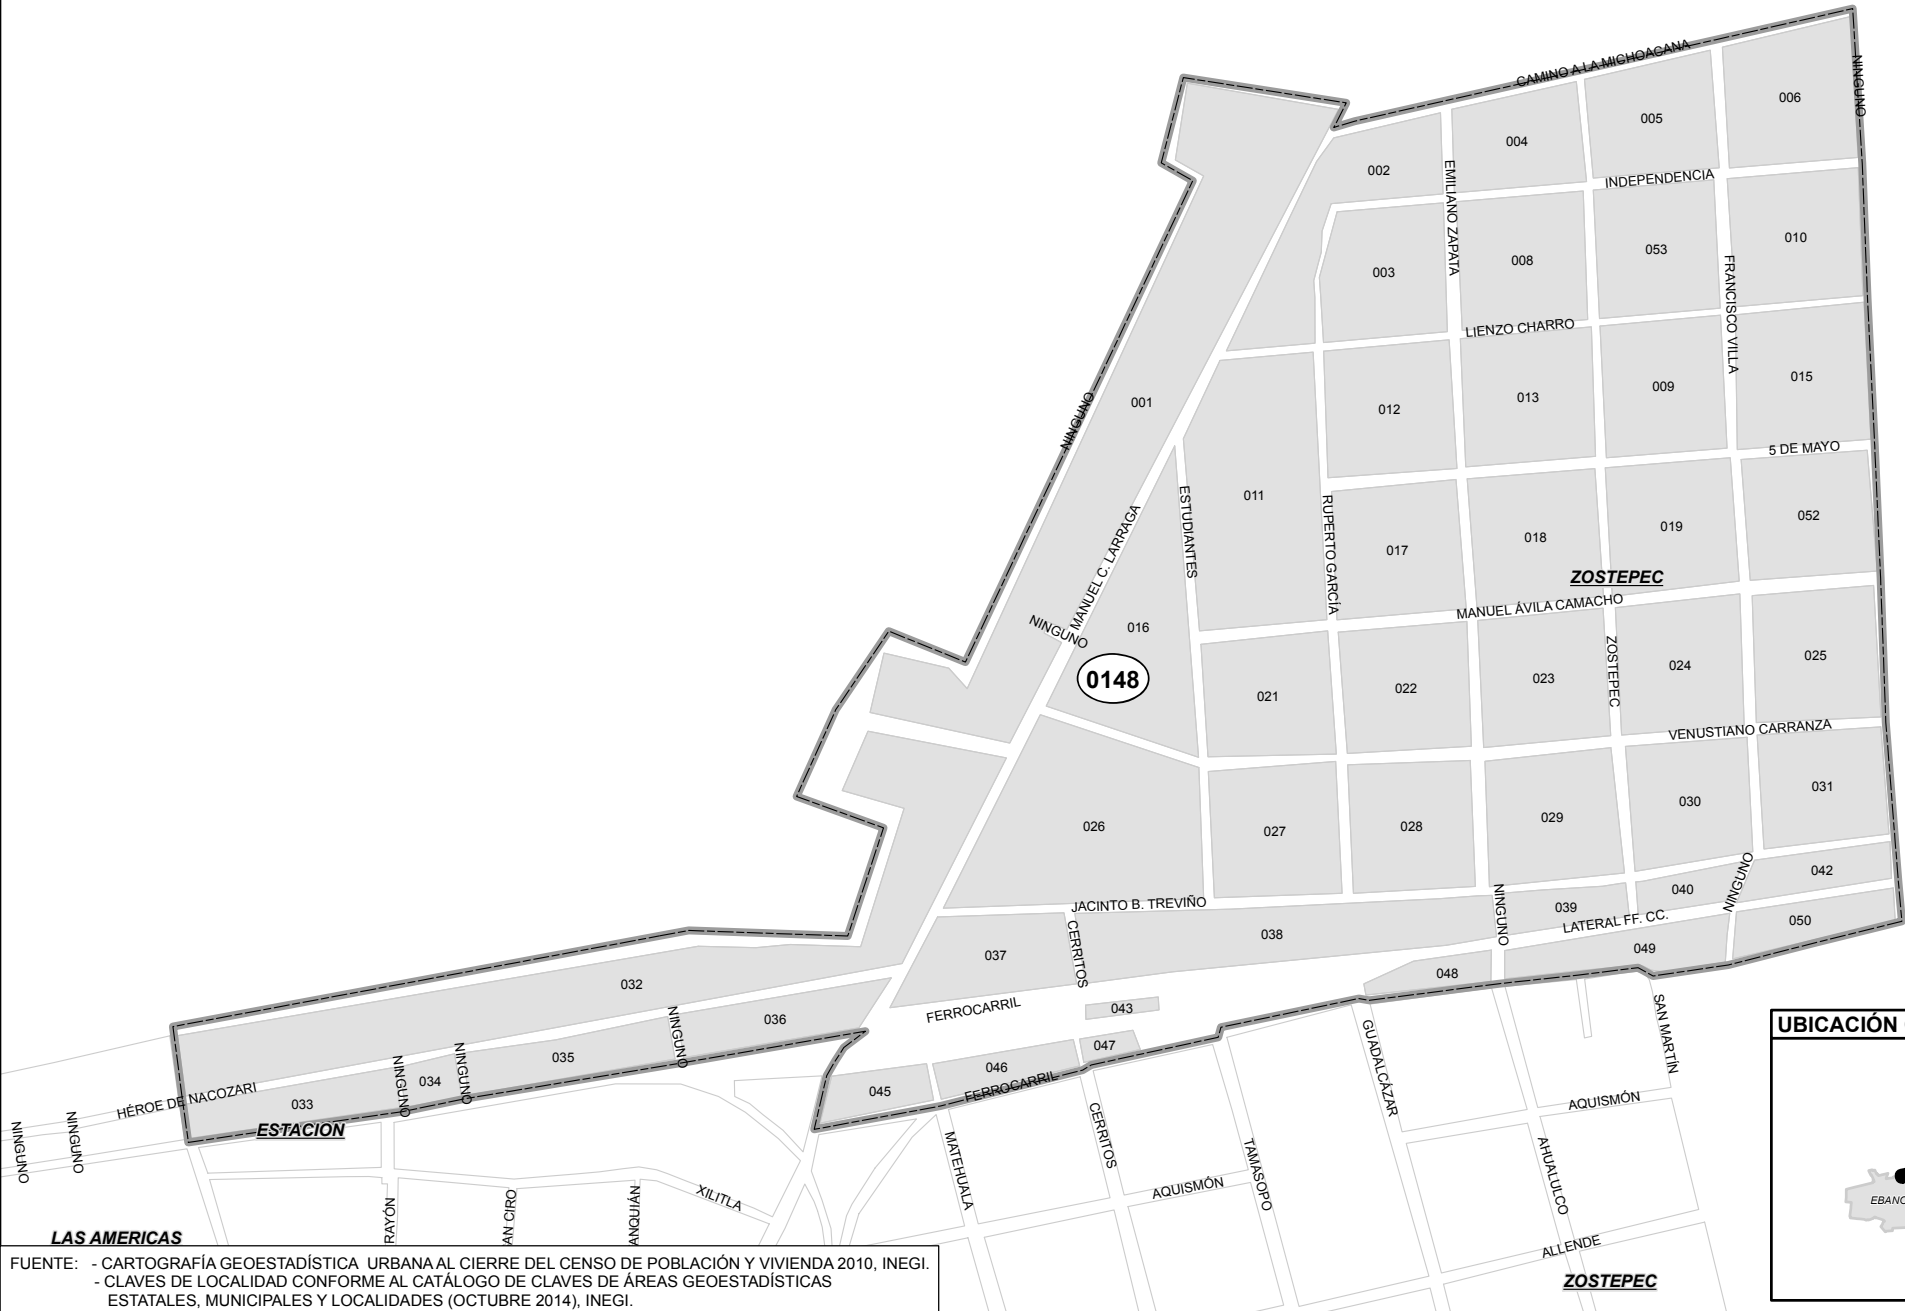 CAMINO A LA MICHOACANA
NINGUNO
006
005
004
002
INDEPENDENCIA
EMILIANO ZAPATA
010
053
008
003
FRANCISCO VILLA
LIENZO CHARRO
015
009
013
012
001
NINGUNO
5 DE MAYO
011
ESTUDIANTES
RUPERTO GARCÍA
MANUEL C. LARRAGA
052
019
018
017
ZOSTEPEC
MANUEL ÁVILA CAMACHO
NINGUNO
016
0148
ZOSTEPEC
025
024
023
022
021
VENUSTIANO CARRANZA
031
030
029
028
027
026
042
040
NINGUNO
JACINTO B. TREVIÑO
NINGUNO
039
LATERAL FF. CC.
050
049
038
037
CERRITOS
048
032
036
FERROCARRIL
043
NINGUNO
047
046
045
FERROCARRIL
035
034
033
NINGUNO
NINGUNO
HÉROE DE NACOZARI
ESTACION
NINGUNO
NINGUNO
GUADALCÁZAR
SAN MARTÍN
AQUISMÓN
CERRITOS
MATEHUALA
TAMASOPO
AHUALULCO
AQUISMÓN
ALLENDE
ZOSTEPEC
XILITLA
RAYÓN
AN CIRO
ANQUIÁN
LAS AMERICAS
UBICACIÓN
EBANO
FUENTE: - CARTOGRAFÍA GEOESTADÍSTICA URBANA AL CIERRE DEL CENSO DE POBLACIÓN Y VIVIENDA 2010, INEGI.
- CLAVES DE LOCALIDAD CONFORME AL CATÁLOGO DE CLAVES DE ÁREAS GEOESTADÍSTICAS
ESTATALES, MUNICIPALES Y LOCALIDADES (OCTUBRE 2014), INEGI.